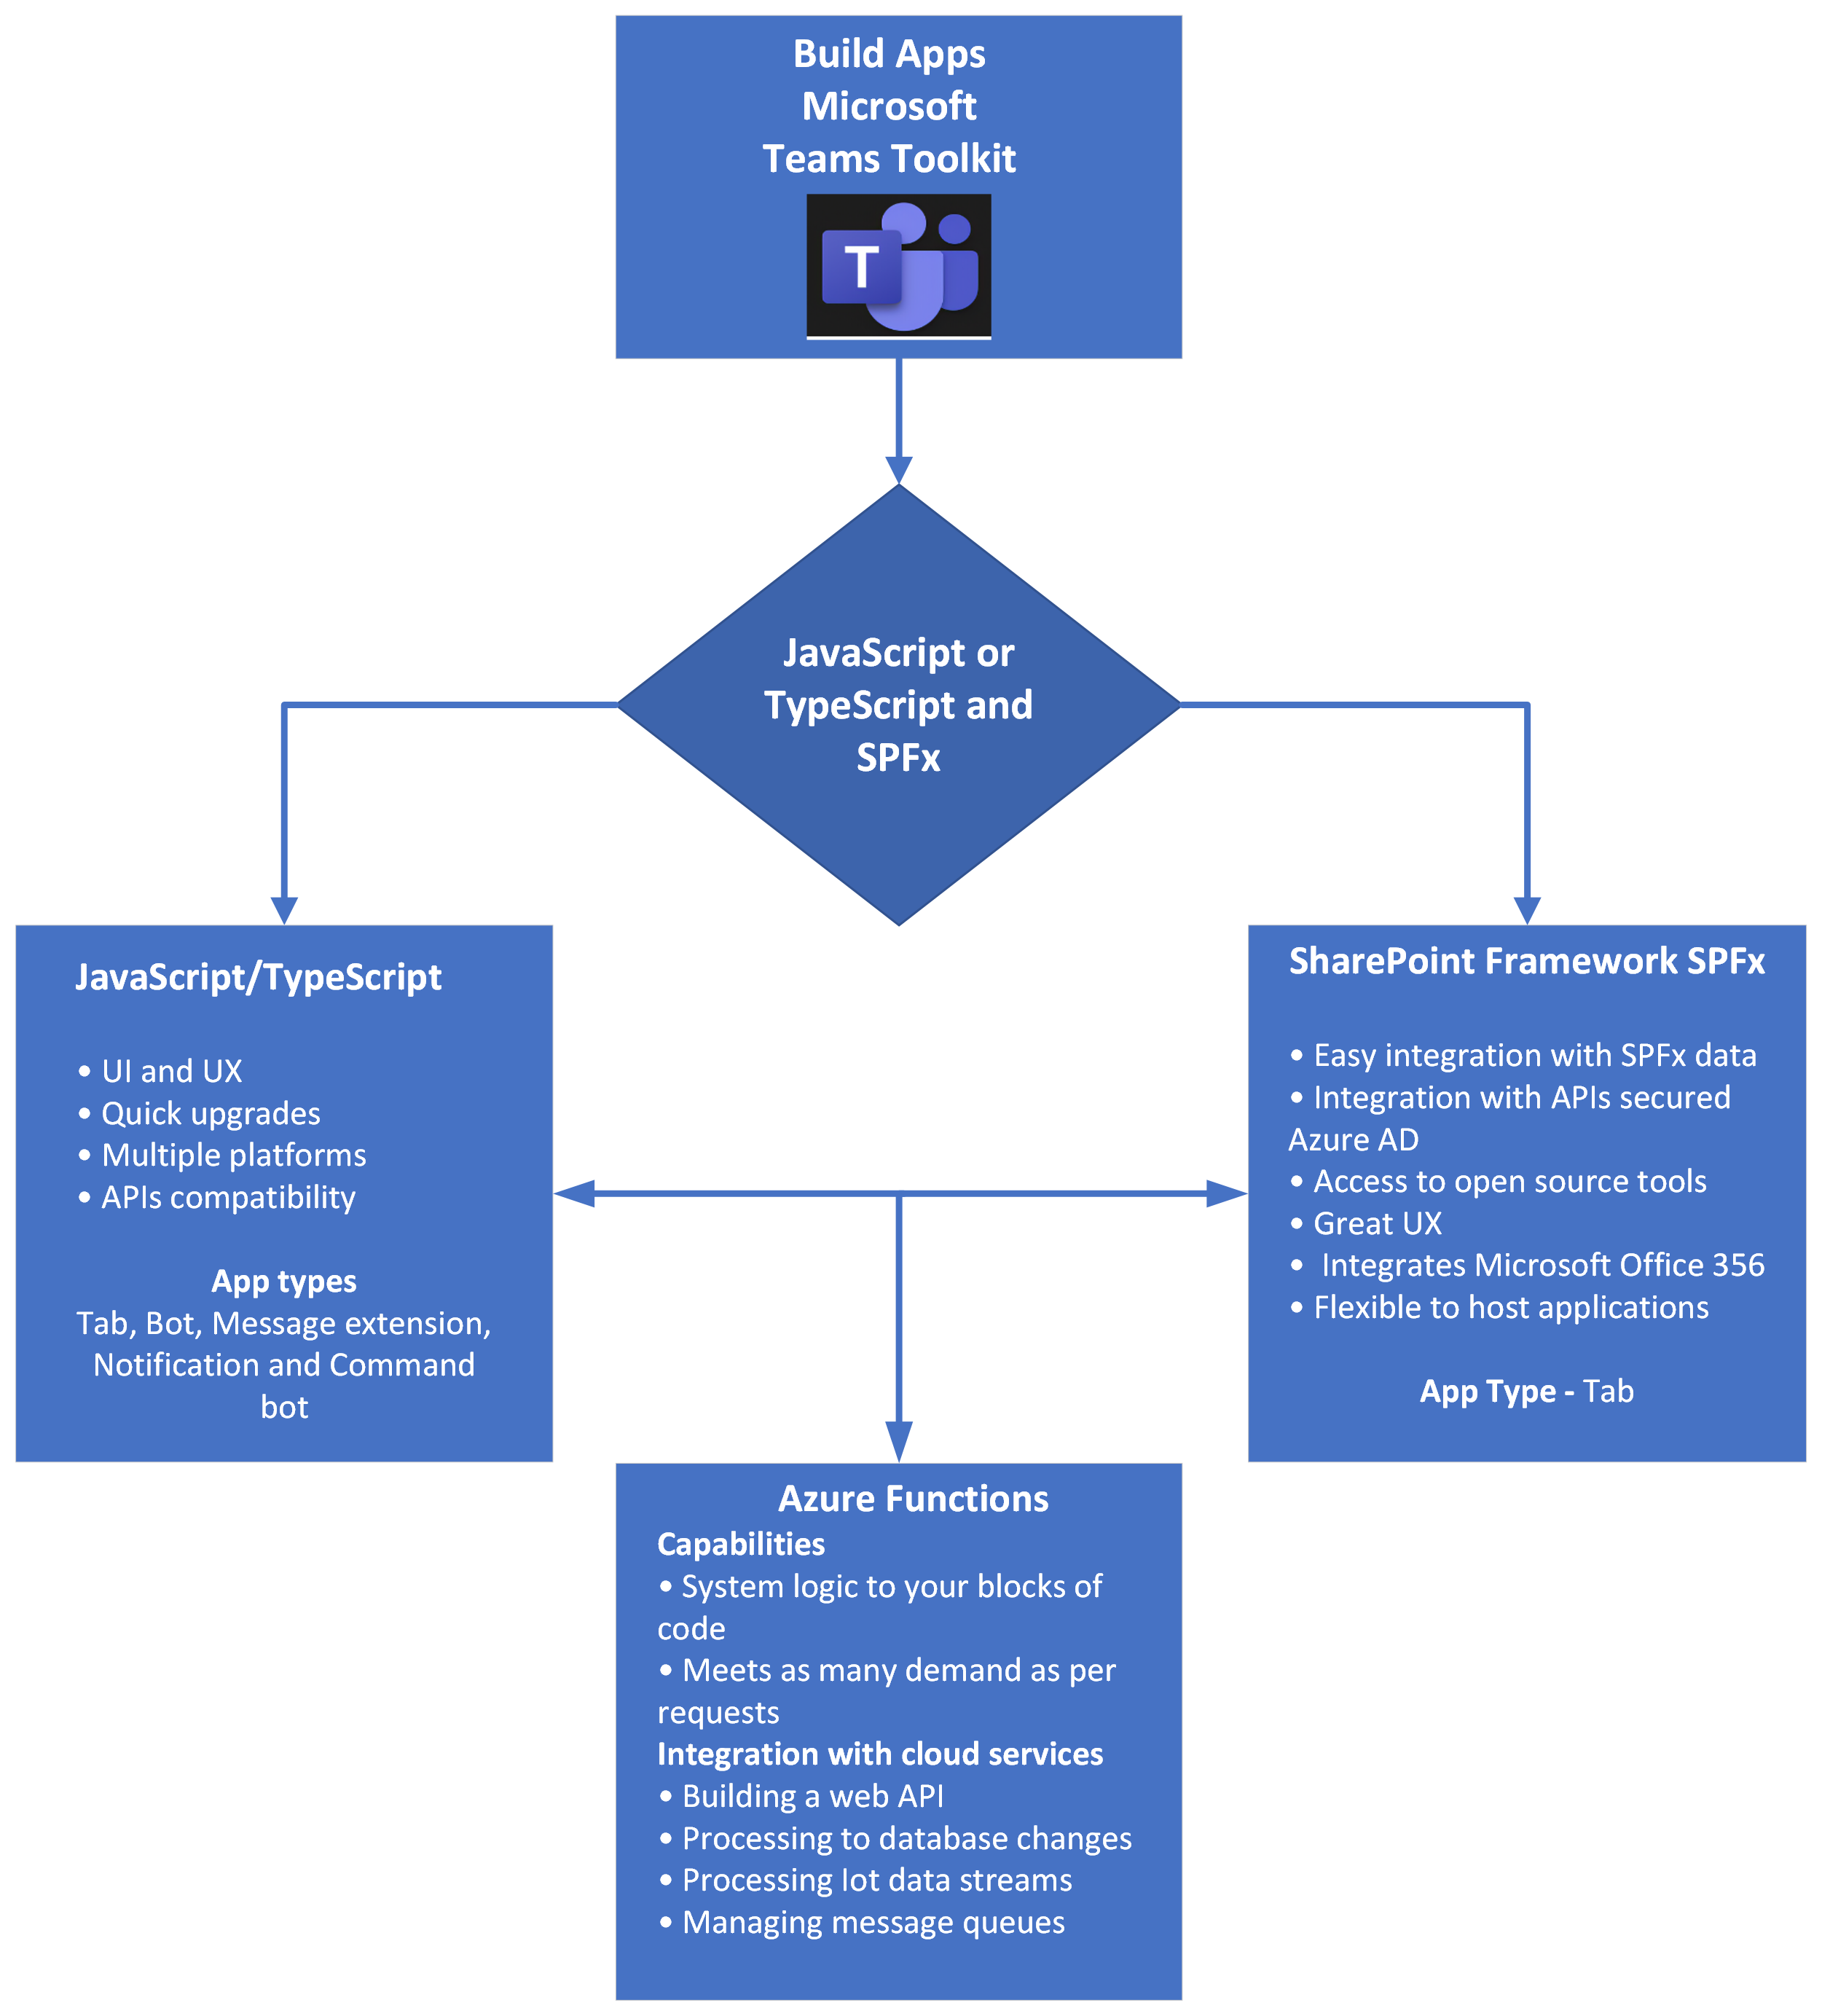 Build Apps
Microsoft
Teams Toolkit
T
JavaScript or
TypeScript and
SPFx
JavaScript/TypeScript
• UI and UX
• Quick upgrades
• Multiple platforms
• APIs compatibility
App types
Tab, Bot, Message extension,
Notification and Command
bot
SharePoint Framework SPFx
• Easy integration with SPFx data
• Integration with APIs secured
Azure AD
• Access to open source tools
• Great UX
• Integrates Microsoft Office 356
• Flexible to host applications
App Type - Tab
Azure Functions
Capabilities
• System logic to your blocks of
code
• Meets as many demand as per
requests
Integration with cloud services
• Building a web API
• Processing to database changes
• Processing Iot data streams
• Managing message queues